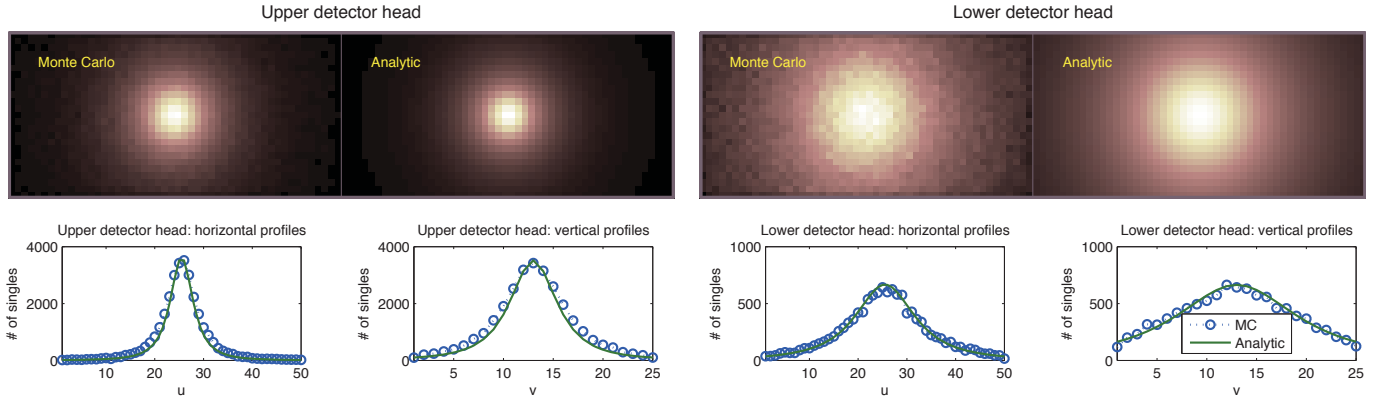 Upper detector head
Lower detector head
Monte Carlo
Analytic
Monte Carlo
Analytic
Upper detector head: horizontal profiles
Upper detector head: vertical profiles
Lower detector head: horizontal profiles
Lower detector head: vertical profiles
4000
2000
0
# of singles
10
20
30
40
50
u
4000
2000
0
# of singles
5
10
15
20
25
v
1000
500
0
# of singles
10
20
30
40
50
u
1000
500
0
# of singles
MC
Analytic
5
10
15
20
25
v